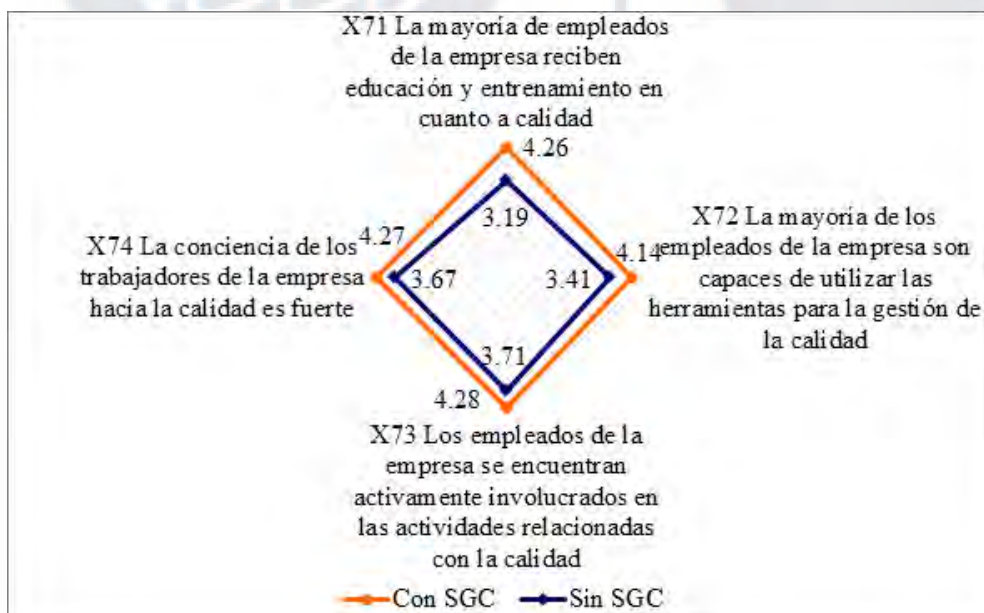 X71 La mayoría de empleados
de la empresa reciben
educación y entrenamiento en
cuanto a calidad
4.26
3.19
X72 La mayoría de los
empleados de la empresa son
capaces de utilizar las
herramientas para la gestión de
la calidad
4.14
3.41
X74 La conciencia de los
trabajadores de la empresa
hacia la calidad es fuerte
4.27
3.67
3.71
4.28
X73 Los empleados de la
empresa se encuentran
activamente involucrados en
las actividades relacionadas
con la calidad
Con SGC
Sin SGC